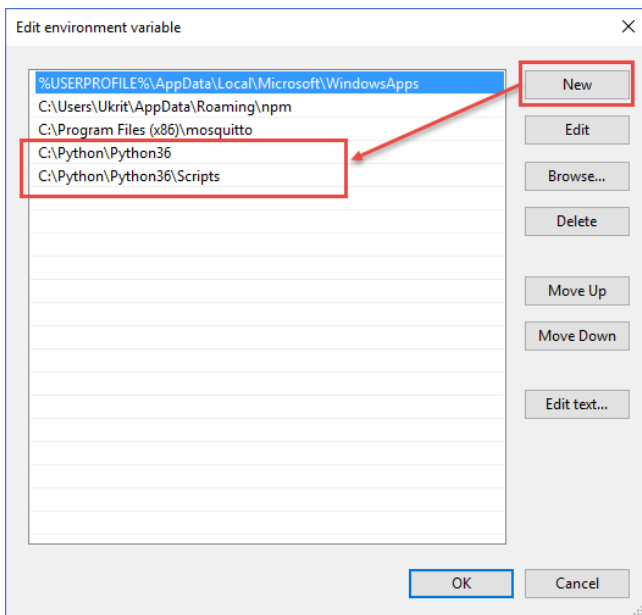 Edit environment variable
%USERPROFILE%\AppData\Local\Microsoft\WindowsApps
C:\Users\Ukrit\AppData\Roaming\npm
C:\Program Files (x86)\mosquitto
C:\Python\Python36
C:\Python\Python36\Scripts
New
Edit
Browse...
Delete
Move Up
Move Down
Edit text...
OK
Cancel